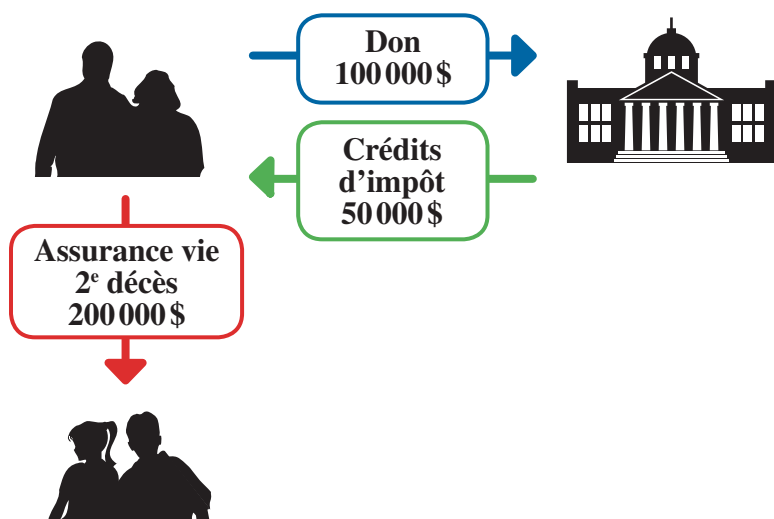 Don
100 000 $
Crédits
d’impôt
50 000 $
Assurance vie
2e décès
200 000 $